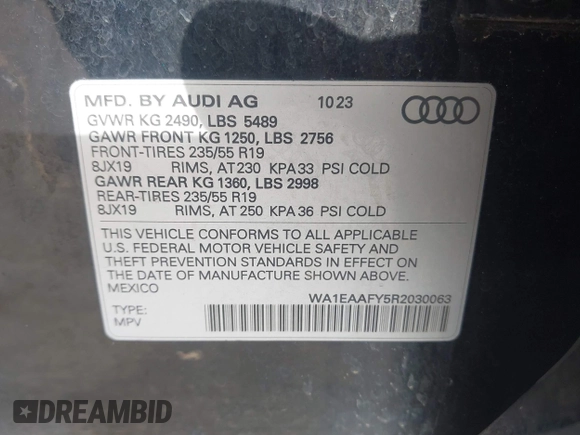 MFD. BY AUDI AG 10 23
GVWR KG 2490, LBS 5489
GAWR FRONT KG 1250, LBS 2756
FRONT-TIRES 235/55 R19
8JX19 RIMS, AT 230 KPA 33 PSI COLD
GAWR REAR KG 1360, LBS 2998
REAR-TIRES 235/55 R19
8JX19 RIMS, AT 250 KPA 36 PSI COLD
THIS VEHICLE CONFORMS TO ALL APPLICABLE
U.S. FEDERAL MOTOR VEHICLE SAFETY AND
THEFT PREVENTION STANDARDS IN EFFECT ON
THE DATE OF MANUFACTURE SHOWN ABOVE.
MEXICO
WA1EAAFY5R2030063
TYPE:
MPV
DREAMBID